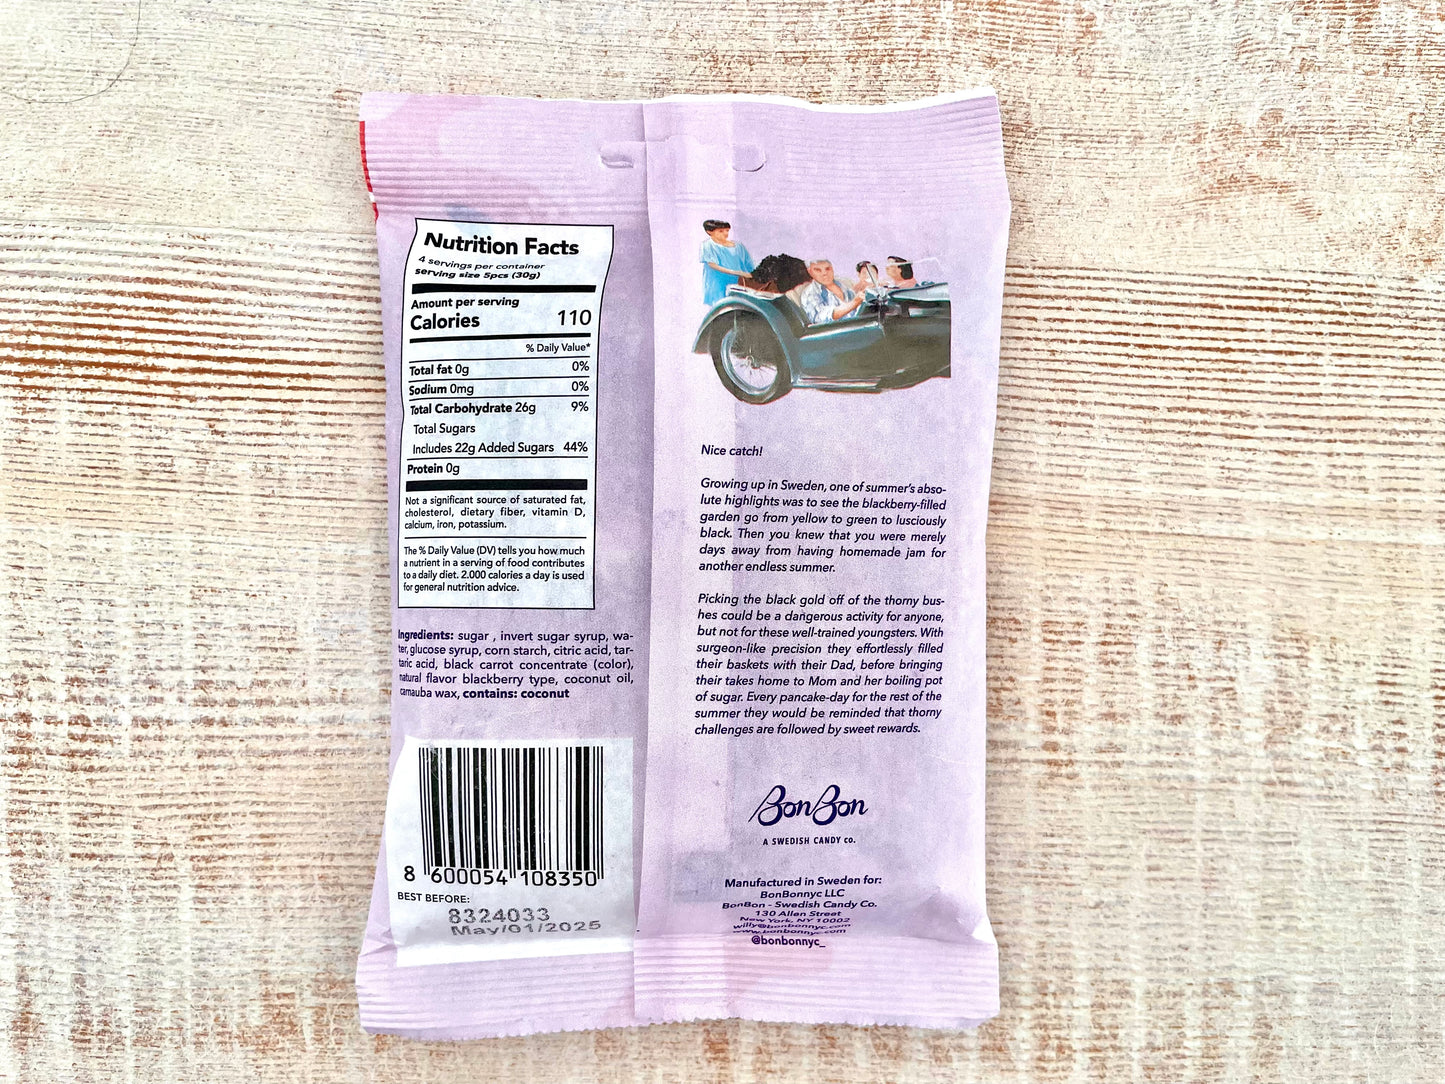 Nutrition Facts
4 servings per container
serving size 5pcs (30g)
Amount per serving
Calories 110
% Daily Value*
Total fat 0g 0%
Sodium 0mg 0%
Total Carbohydrate 26g 9%
Total Sugars
Includes 22g Added Sugars 44%
Protein 0g
Not a significant source of saturated fat,
cholesterol, dietary fiber, vitamin D,
calcium, iron, potassium.
The % Daily Value (DV) tells you how much
a nutrient in a serving of food contributes
to a daily diet. 2.000 calories a day is used
for general nutrition advice.
Ingredients: sugar , invert sugar syrup, wa-
ter, glucose syrup, corn starch, citric acid, tar-
taric acid, black carrot concentrate (color),
natural flavor blackberry type, coconut oil,
carnauba wax, contains: coconut
8 600054 108350
BEST BEFORE:
8324033
May/01/2025
Nice catch!
Growing up in Sweden, one of summer's abso-
lute highlights was to see the blackberry-filled
garden go from yellow to green to lusciously
black. Then you knew that you were merely
days away from having homemade jam for
another endless summer.
Picking the black gold off of the thorny bus-
hes could be a dangerous activity for anyone,
but not for these well-trained youngsters. With
surgeon-like precision they effortlessly filled
their baskets with their Dad, before bringing
their takes home to Mom and her boiling pot
of sugar. Every pancake-day for the rest of the
summer they would be reminded that thorny
challenges are followed by sweet rewards.
BonBon
A SWEDISH CANDY co.
Manufactured in Sweden for:
BonBonnyc LLC
BonBon - Swedish Candy Co.
130 Allen Street
New York, NY 10002
willy@bonbonnyc.com
www.bonbonnyc.com
@bonbonnyc_